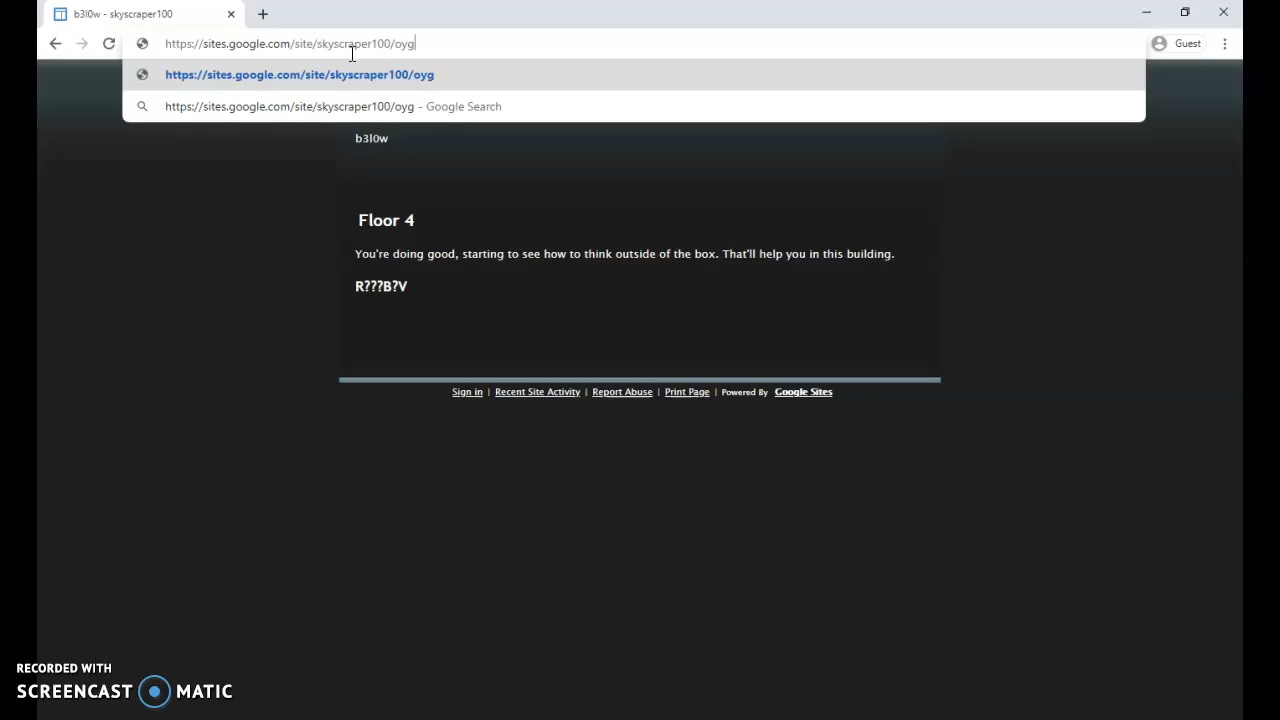 b3l0w - skyscraper100
https://sites.google.com/site/skyscraper100/oyg
Guest
https://sites.google.com/site/skyscraper100/oyg
https://sites.google.com/site/skyscraper100/oyg - Google Search
b3l0w
Floor 4
You're doing good, starting to see how to think outside of the box. That'll help you in this building.
R???B?V
Sign in | Recent Site Activity | Report Abuse | Print Page | Powered By Google Sites
RECORDED WITH
SCREENCAST MATIC